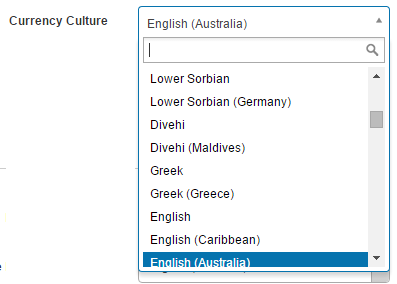 Currency Culture
English (Australia)
Lower Sorbian
Lower Sorbian (Germany)
Divehi
Divehi (Maldives)
Greek
Greek (Greece)
English
English (Caribbean)
English (Australia)
e